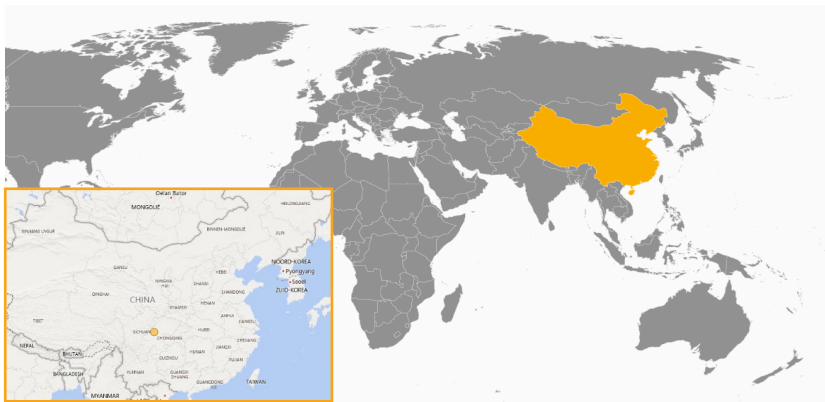 Oelan Bator
MONGOLIË
HEILONGJIANG
BINNEN-MONGOLIË
JILIN
XINJIANG UYGUR
NOORD-KOREA
Pyongyang
GANSU
HEBEI
Seoel
NINGXIA
HUI
SHANXI
ZUID-KOREA
QINGHAI
SHANDONG
CHINA
HENAN
SHAANXI
JIANGSU
TIBET
ANHUI
SICHUAN
HUBEI
CHONGQING
ZHEJIANG
NEPAL
HUNAN
JIANGXI
BHUTAN
GUIZHOU
FUJIAN
BANGLADESH
YUNNAN
GUANGXI
ZHUANG
TAIWAN
GUANGDONG
MYANMAR